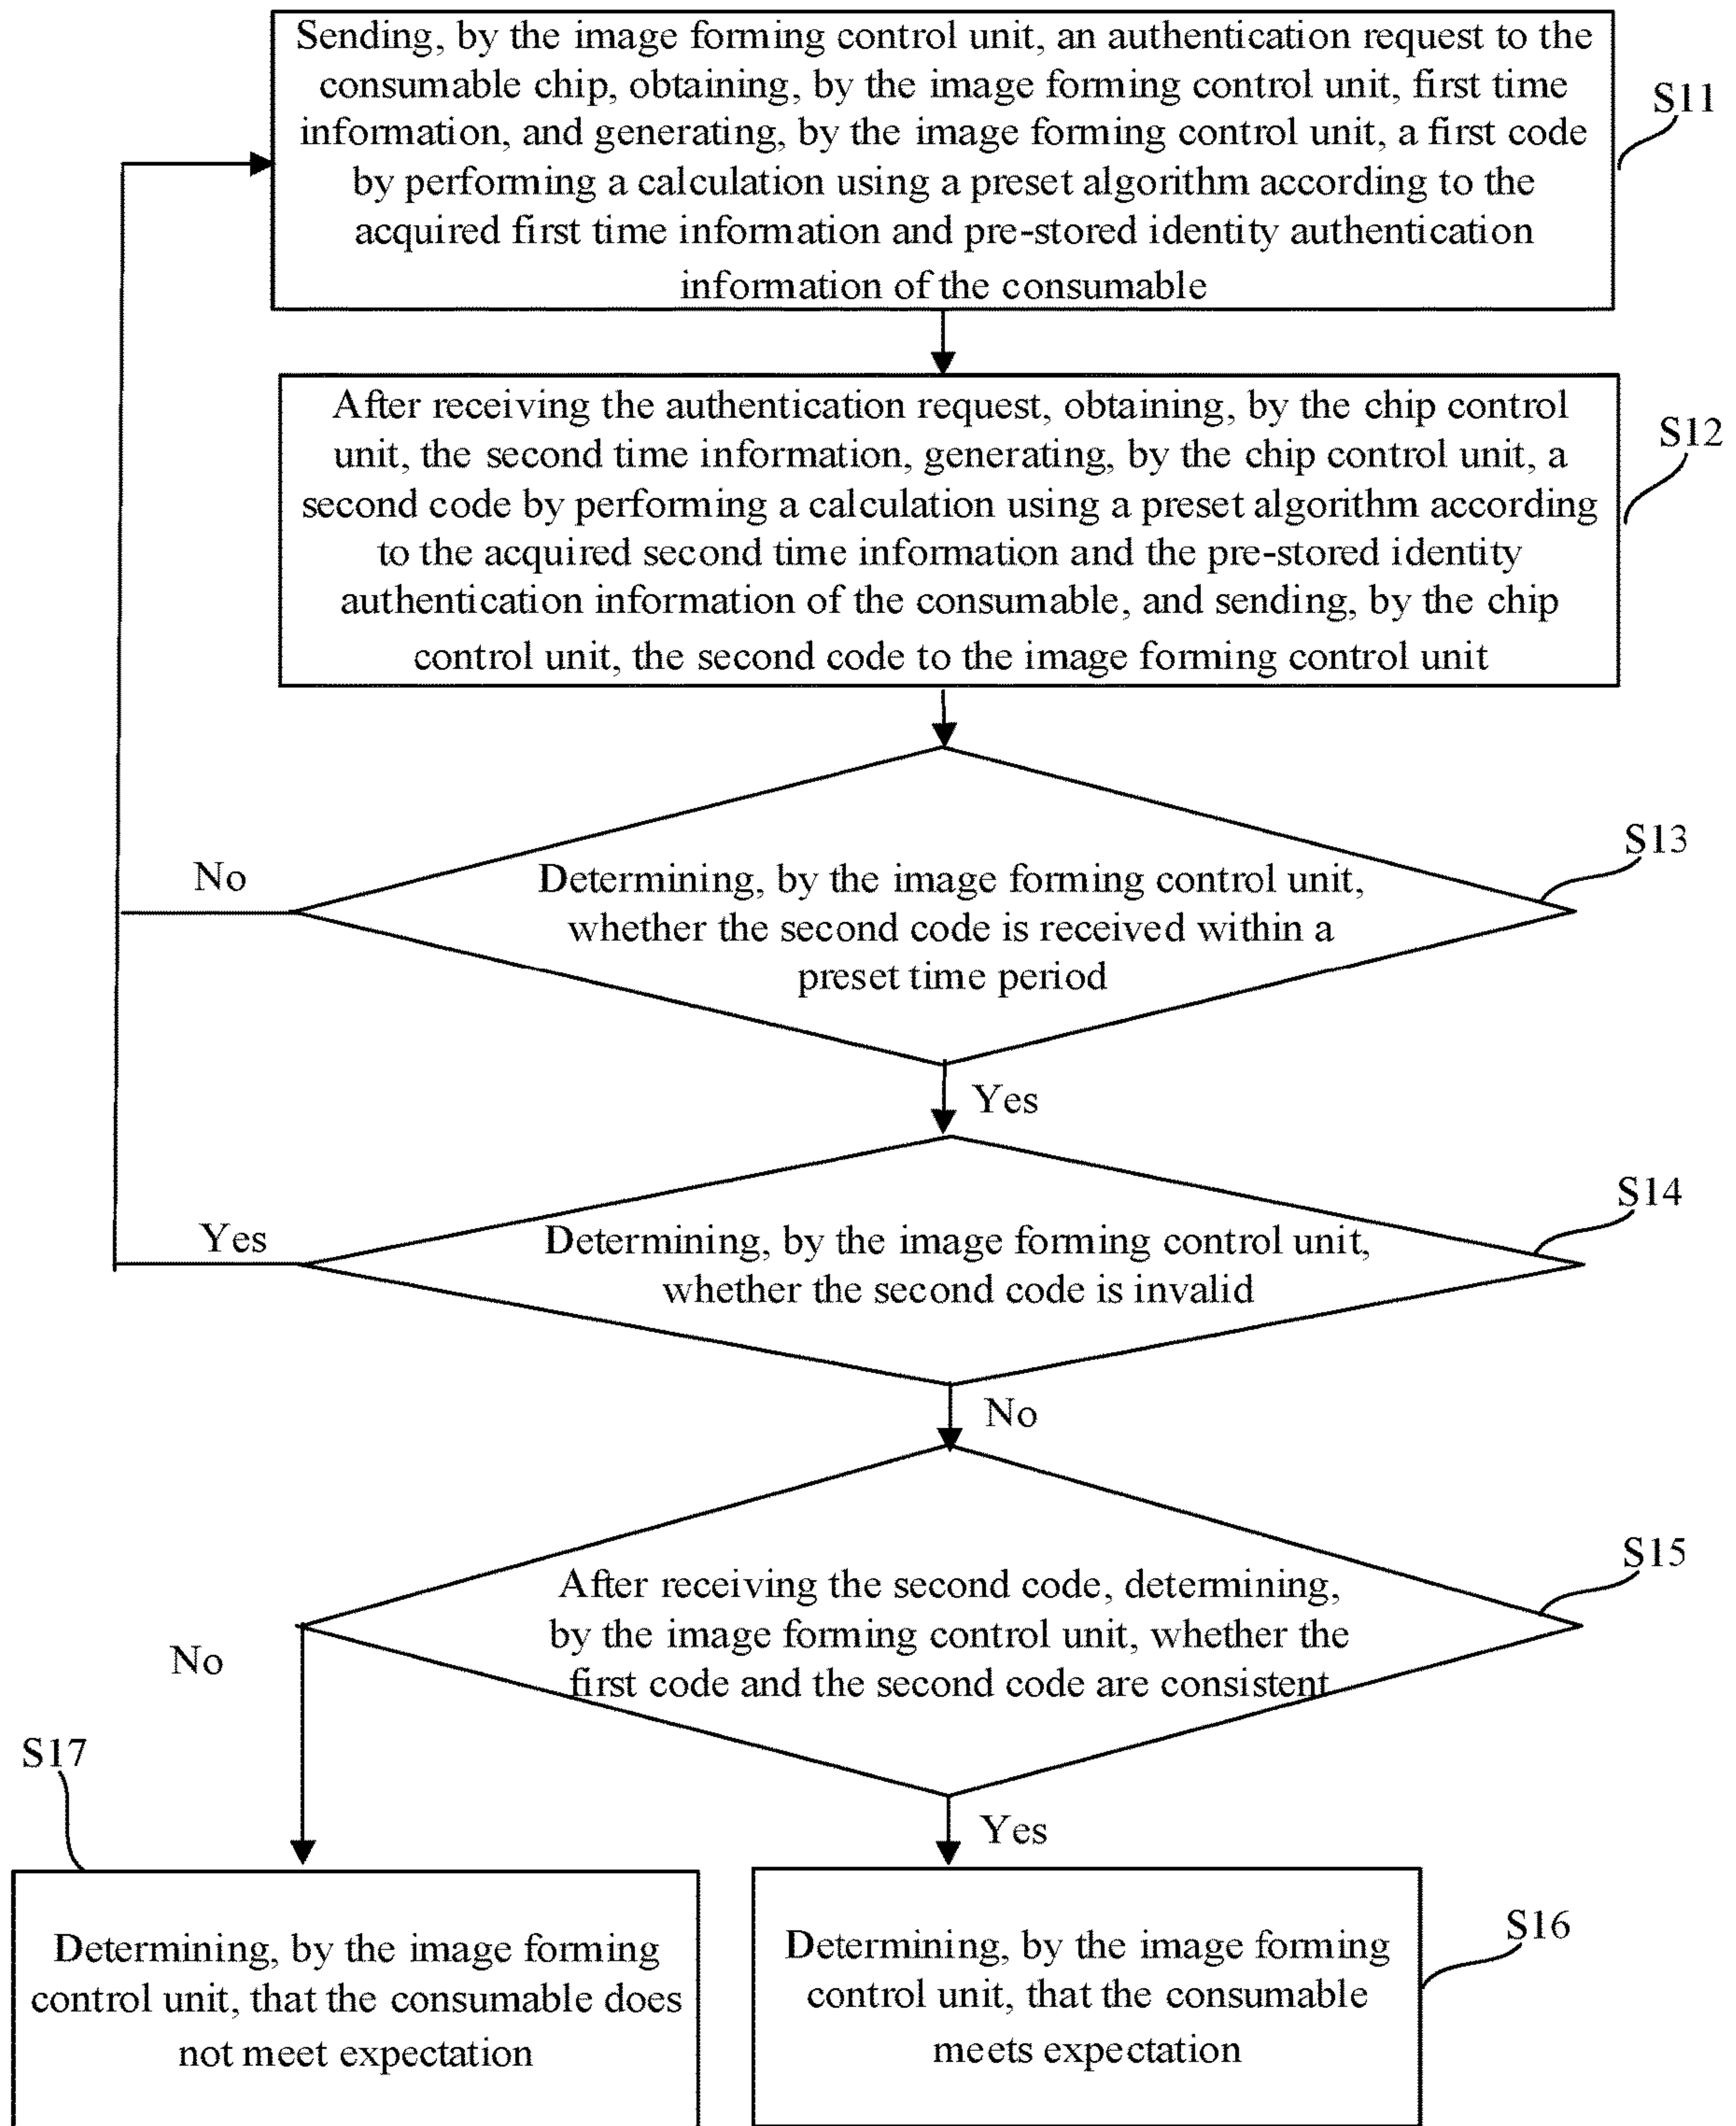 Sending, by the image forming control unit, an authentication request to the
consumable chip, obtaining, by the image forming control unit, first time
information, and generating, by the image forming control unit, a first code
by performing a calculation using a preset algorithm according to the
acquired first time information and pre-stored identity authentication
information of the consumable
S11
After receiving the authentication request, obtaining, by the chip control
unit, the second time information, generating, by the chip control unit, a
second code by performing a calculation using a preset algorithm according
to the acquired second time information and the pre-stored identity
authentication information of the consumable, and sending, by the chip
control unit, the second code to the image forming control unit
S12
S13
No
Determining, by the image forming control unit,
whether the second code is received within a
preset time period
Yes
S14
Yes
Determining, by the image forming control unit,
whether the second code is invalid
No
S15
After receiving the second code, determining,
by the image forming control unit, whether the
first code and the second code are consistent
No
Yes
S17
Determining, by the image forming
control unit, that the consumable does
not meet expectation
S16
Determining, by the image forming
control unit, that the consumable
meets expectation